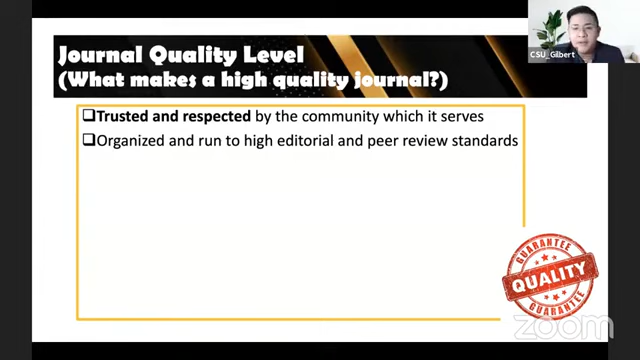 Journal Quality Level
(What makes a high quality journal?)
CSU_Gilbert
❑Trusted and respected by the community which it serves
❑Organized and run to high editorial and peer review standards
GUARANTEE
QUALITY
GUARANTEE
zoom